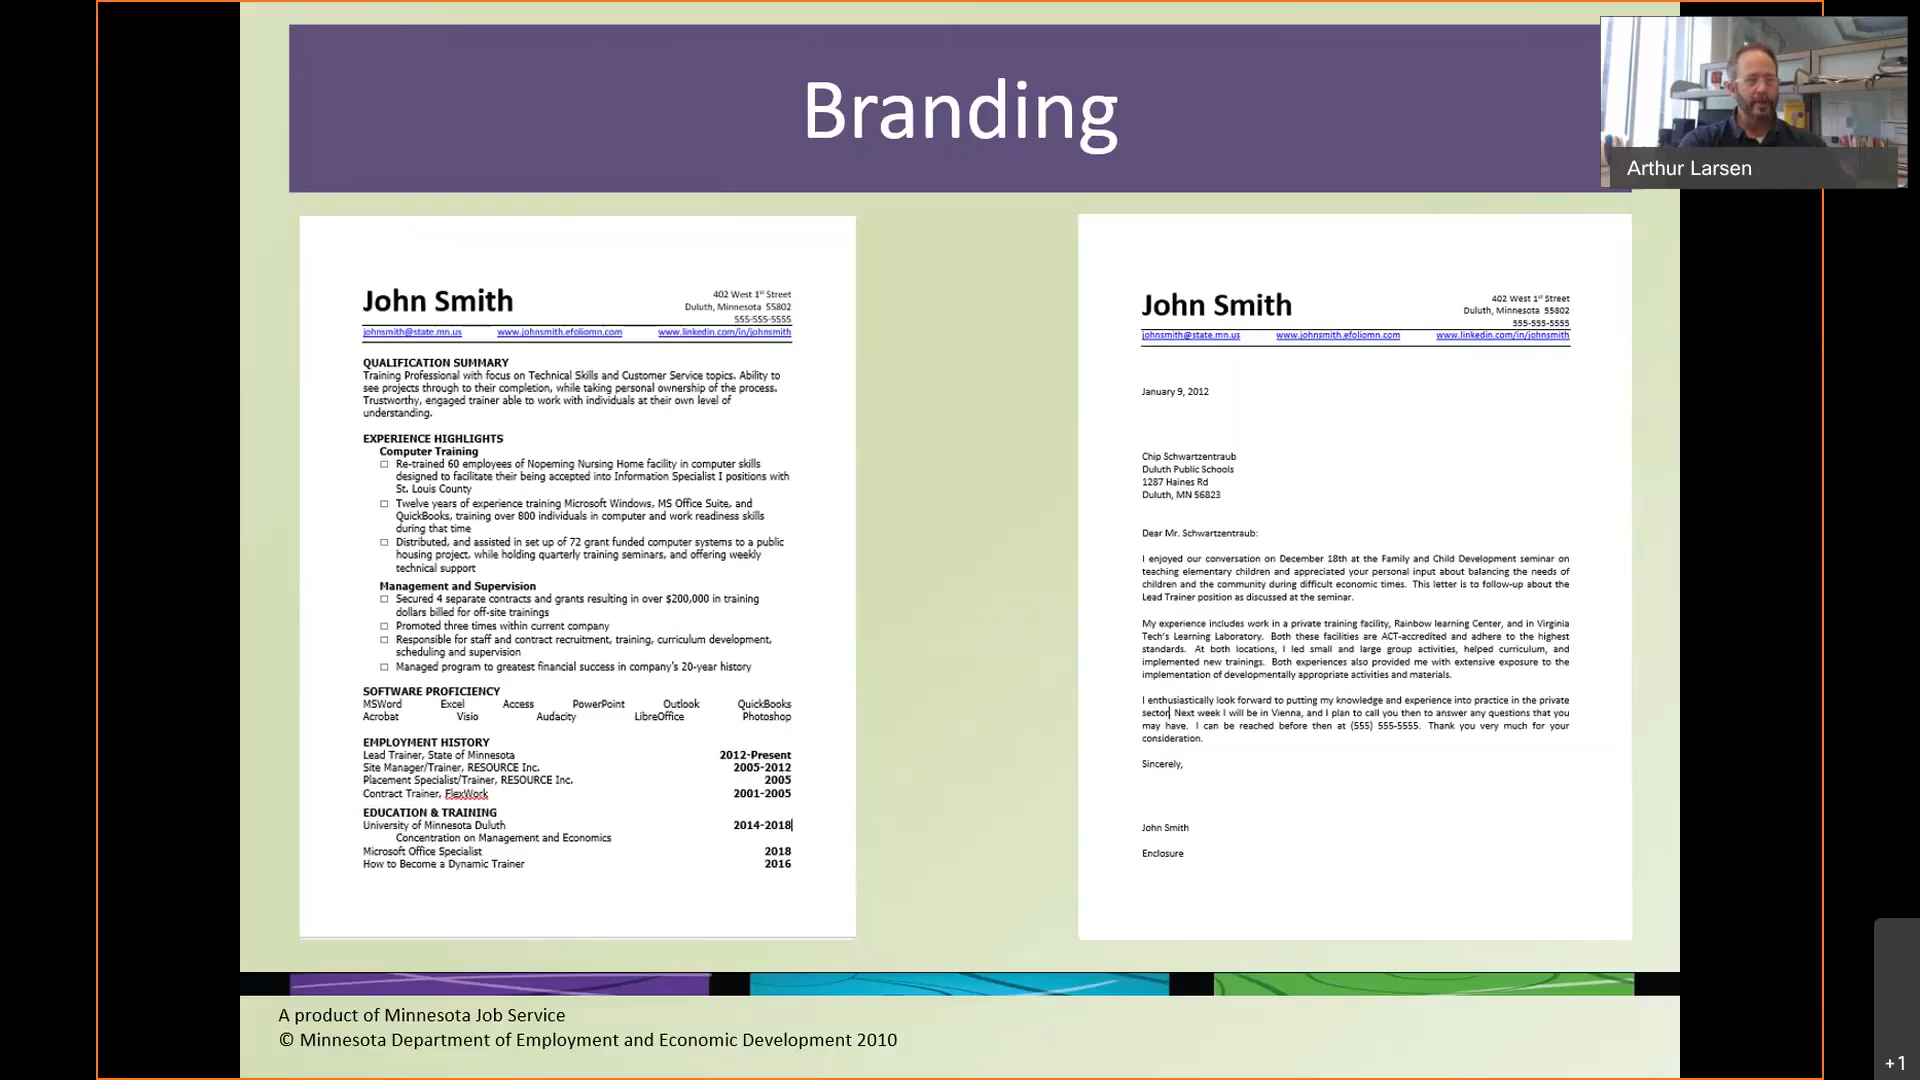 Branding
Arthur Larsen
John Smith
402 West 1st Street
Duluth, Minnesota 55802
555-555-5555
johnsmith@state.mn.us www.johnsmith.efoliomn.com www.linkedin.com/in/johnsmith
QUALIFICATION SUMMARY
Training Professional with focus on Technical Skills and Customer Service topics. Ability to
see projects through to their completion, while taking personal ownership of the process.
Trustworthy, engaged trainer able to work with individuals at their own level of
understanding.
EXPERIENCE HIGHLIGHTS
Computer Training
☐ Re-trained 60 employees of Nopeming Nursing Home facility in computer skills
designed to facilitate their being accepted into Information Specialist I positions with
St. Louis County
☐ Twelve years of experience training Microsoft Windows, MS Office Suite, and
QuickBooks, training over 800 individuals in computer and work readiness skills
during that time
☐ Distributed, and assisted in set up of 72 grant funded computer systems to a public
housing project, while holding quarterly training seminars, and offering weekly
technical support
Management and Supervision
☐ Secured 4 separate contracts and grants resulting in over $200,000 in training
dollars billed for off-site trainings
☐ Promoted three times within current company
☐ Responsible for staff and contract recruitment, training, curriculum development,
scheduling and supervision
☐ Managed program to greatest financial success in company's 20-year history
SOFTWARE PROFICIENCY
MSWord Excel Access PowerPoint Outlook QuickBooks
Acrobat Visio Audacity LibreOffice Photoshop
EMPLOYMENT HISTORY
Lead Trainer, State of Minnesota 2012-Present
Site Manager/Trainer, RESOURCE Inc. 2005-2012
Placement Specialist/Trainer, RESOURCE Inc. 2005
Contract Trainer, FlexWork 2001-2005
EDUCATION & TRAINING
University of Minnesota Duluth 2014-2018
Concentration on Management and Economics
Microsoft Office Specialist 2018
How to Become a Dynamic Trainer 2016
John Smith
402 West 1st Street
Duluth, Minnesota 55802
555-555-5555
johnsmith@state.mn.us www.johnsmith.efoliomn.com www.linkedin.com/in/johnsmith
January 9, 2012
Chip Schwartzentraub
Duluth Public Schools
1287 Haines Rd
Duluth, MN 56823
Dear Mr. Schwartzentraub:
I enjoyed our conversation on December 18th at the Family and Child Development seminar on
teaching elementary children and appreciated your personal input about balancing the needs of
children and the community during difficult economic times. This letter is to follow-up about the
Lead Trainer position as discussed at the seminar.
My experience includes work in a private training facility, Rainbow learning Center, and in Virginia
Tech's Learning Laboratory. Both these facilities are ACT-accredited and adhere to the highest
standards. At both locations, I led small and large group activities, helped curriculum, and
implemented new trainings. Both experiences also provided me with extensive exposure to the
implementation of developmentally appropriate activities and materials.
I enthusiastically look forward to putting my knowledge and experience into practice in the private
sector. Next week I will be in Vienna, and I plan to call you then to answer any questions that you
may have. I can be reached before then at (555) 555-5555. Thank you very much for your
consideration.
Sincerely,
John Smith
Enclosure
A product of Minnesota Job Service
© Minnesota Department of Employment and Economic Development 2010
+1